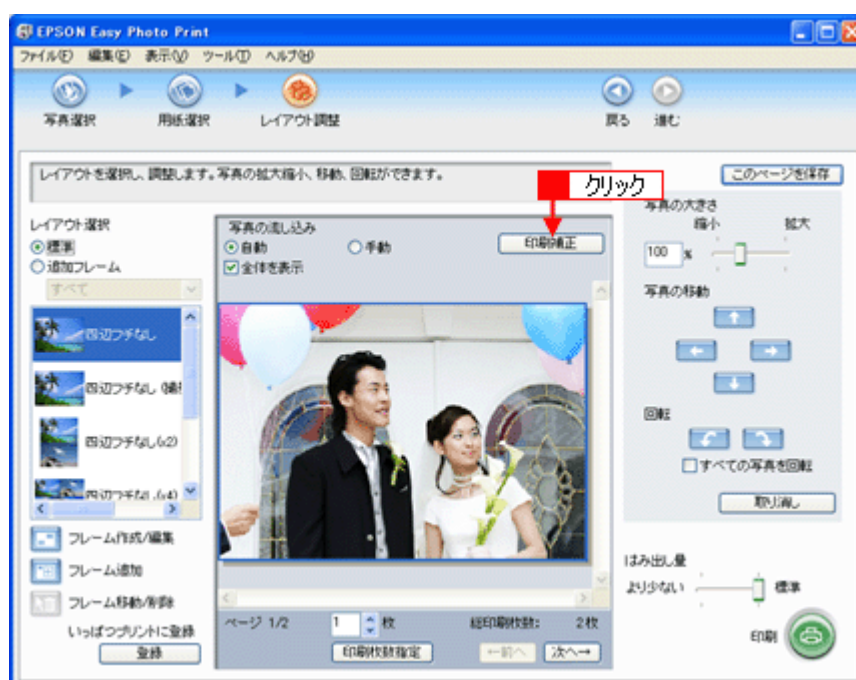 EPSON Easy Photo Print
ファイル(F) 編集(E) 表示(V) ツール(T) ヘルプ(H)
写真選択 用紙選択 レイアウト調整 戻る 進む
レイアウトを選択し、調整します。写真の拡大縮小、移動、回転ができます。
このページを保存
クリック
レイアウト選択
標準
追加フレーム
すべて
四辺フチなし
四辺フチなし (撮影
四辺フチなし(x2)
四辺フチなし(x4)
フレーム作成/編集
フレーム追加
フレーム移動/削除
いっぱつプリントに登録
登録
写真の流し込み
自動 手動
印刷補正
全体を表示
ページ 1/2 1 枚 総印刷枚数: 2枚
印刷枚数指定 ←前へ 次へ→
写真の大きさ
縮小 拡大
100 %
写真の移動
回転
すべての写真を回転
取り消し
はみ出し量
より少ない 標準
印刷